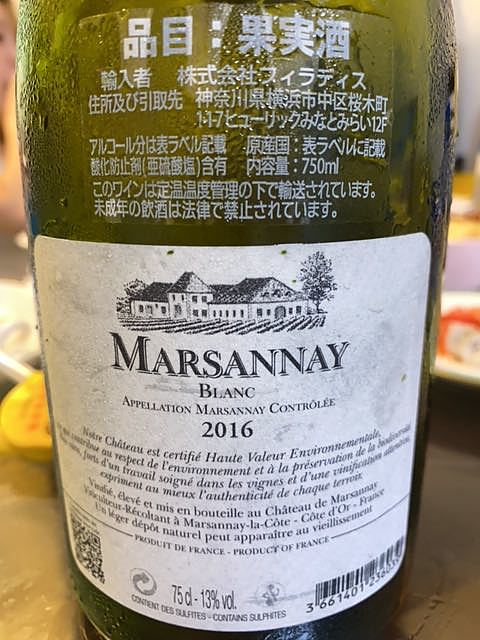 品目：果実酒
輸入者 株式会社フィラディス
住所及び引取先 神奈川県横浜市中区桜木町
1-1-7ヒューリックみなとみらい12F
アルコール分は表ラベル記載 原産国：表ラベルに記載
酸化防止剤(亜硫酸塩)含有 内容量：750ml
このワインは定温温度管理の下で輸送されています。
未成年の飲酒は法律で禁止されています。
MARSANNAY
BLANC
APPELLATION MARSANNAY CONTRÔLÉE
2016
Notre Château est certifié Haute Valeur Environnementale,
qui contribue au respect de l'environnement et à la préservation de la biodiversité
forts d'un travail soigné dans les vignes et d'une vinification attentive,
expriment au mieux l'authenticité de chaque terroir.
Vinifié, élevé et mis en bouteille au Château de Marsannay
Viticulteur-Récoltant à Marsannay-la-Côte - Côte d'Or - France
Un léger dépôt naturel peut apparaître au vieillissement
PRODUIT DE FRANCE - PRODUCT OF FRANCE
75 cl - 13% vol.
CONTIENT DES SULFITES - CONTAINS SULPHITES